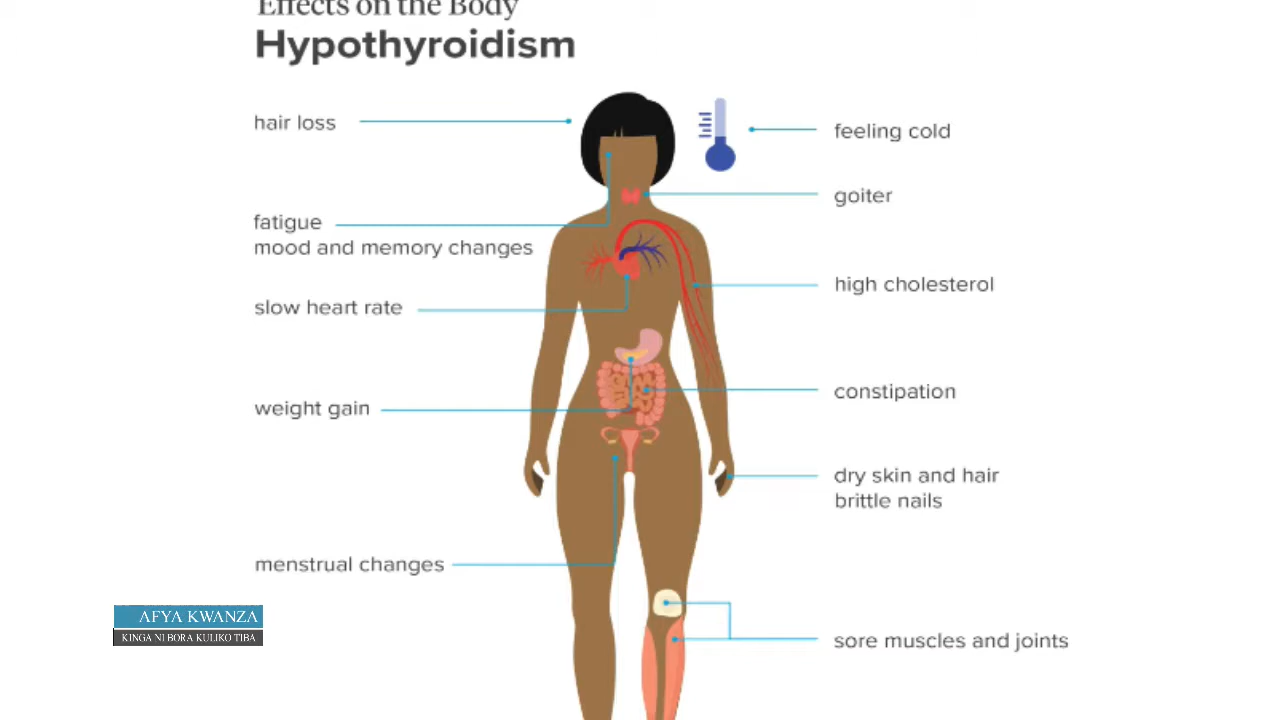 Effects on the Body
Hypothyroidism
hair loss
feeling cold
goiter
fatigue
mood and memory changes
high cholesterol
slow heart rate
constipation
weight gain
dry skin and hair
brittle nails
menstrual changes
AFYA KWANZA
KINGA NI BORA KULIKO TIBA
sore muscles and joints